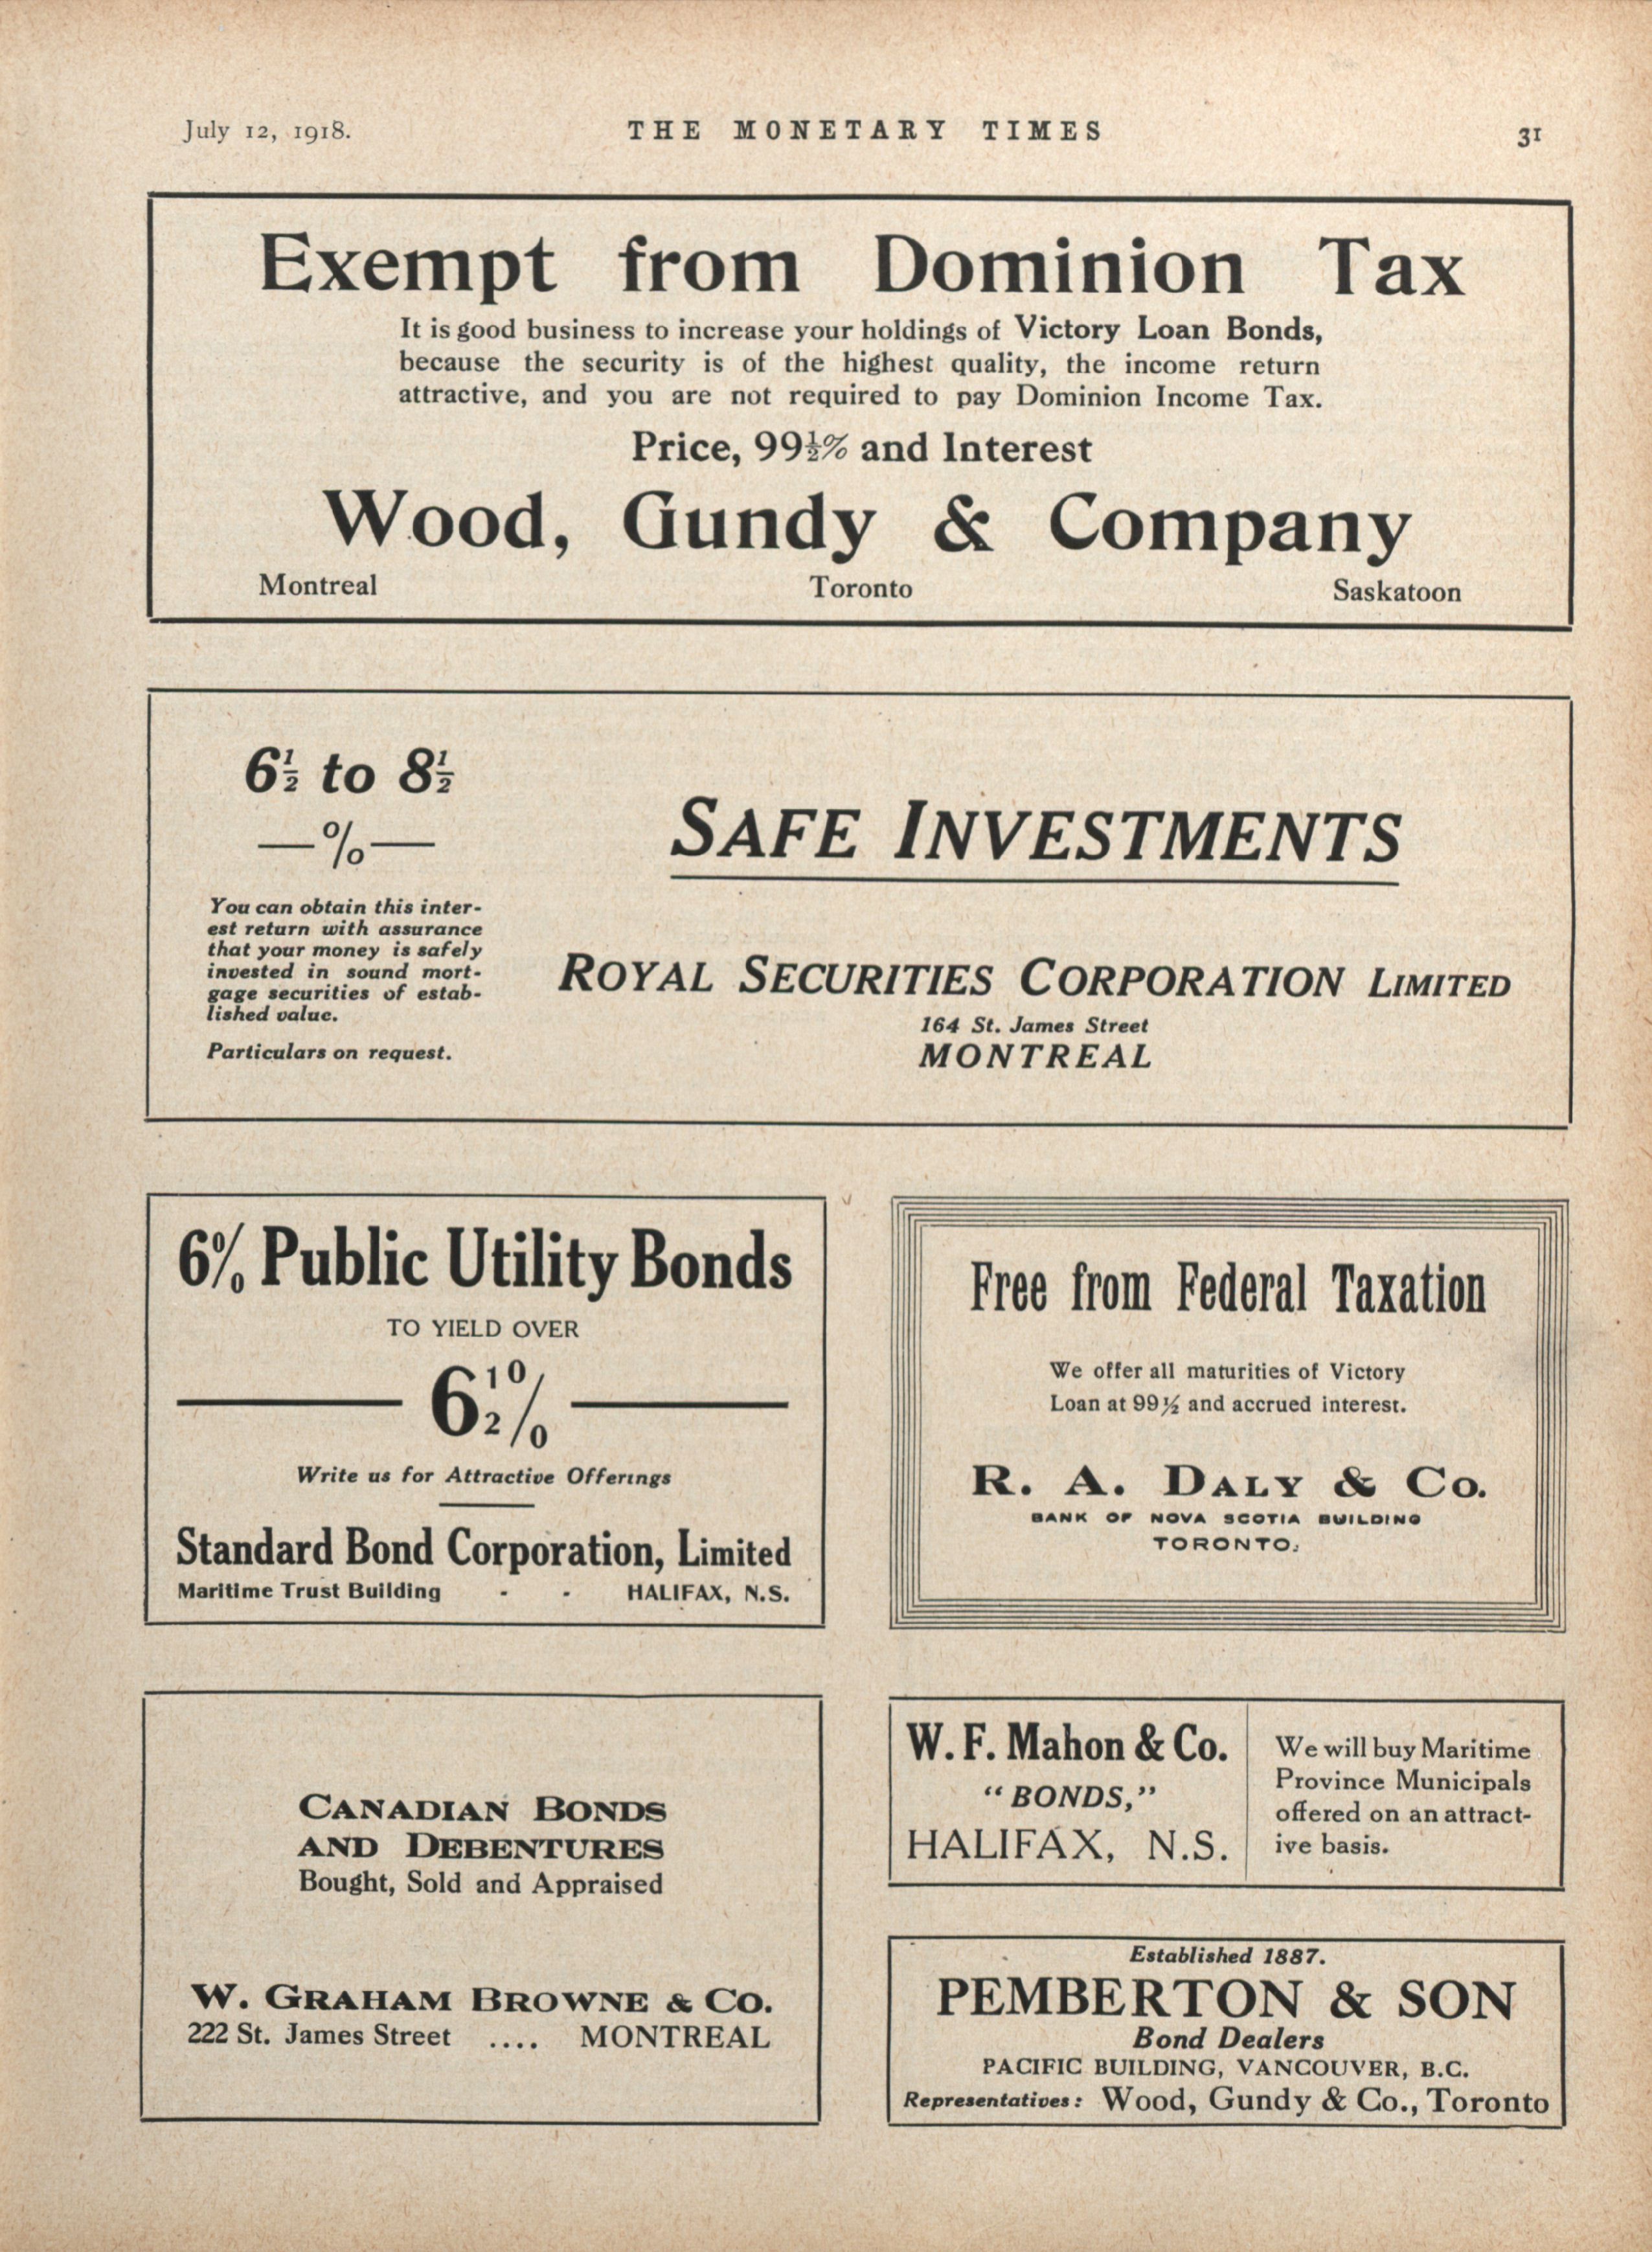 July 12, 1918.
THE MONETARY TIMES
31
Exempt from Dominion Tax
It is good business to increase your holdings of Victory Loan Bonds,
because the security is of the highest quality, the income return
attractive, and you are not required to pay Dominion Income Tax.
Price, 99½% and Interest
Wood, Gundy & Company
Montreal Toronto Saskatoon
6½ to 8½
—%—
You can obtain this inter-
est return with assurance
that your money is safely
invested in sound mort-
gage securities of estab-
lished value.
Particulars on request.
SAFE INVESTMENTS
ROYAL SECURITIES CORPORATION LIMITED
164 St. James Street
MONTREAL
6% Public Utility Bonds
TO YIELD OVER
6½%
Write us for Attractive Offerings
Standard Bond Corporation, Limited
Maritime Trust Building - - HALIFAX, N.S.
Free from Federal Taxation
We offer all maturities of Victory
Loan at 99½ and accrued interest.
R. A. DALY & CO.
BANK OF NOVA SCOTIA BUILDING
TORONTO.
CANADIAN BONDS
AND DEBENTURES
Bought, Sold and Appraised
W. GRAHAM BROWNE & CO.
222 St. James Street .... MONTREAL
W. F. Mahon & Co.
"BONDS,"
HALIFAX, N.S.
We will buy Maritime
Province Municipals
offered on an attract-
ive basis.
Established 1887.
PEMBERTON & SON
Bond Dealers
PACIFIC BUILDING, VANCOUVER, B.C.
Representatives: Wood, Gundy & Co., Toronto